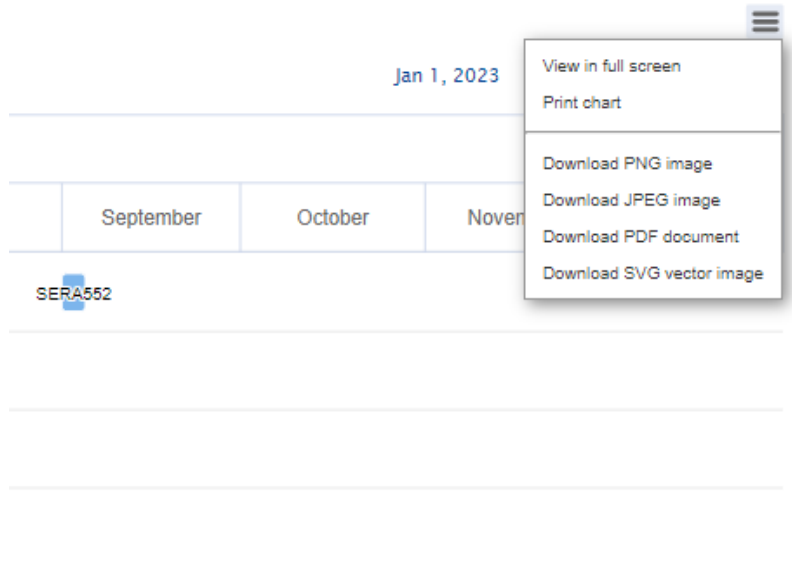 Jan 1, 2023
View in full screen
Print chart
Download PNG image
Download JPEG image
Download PDF document
Download SVG vector image
September October Novem
SERA552